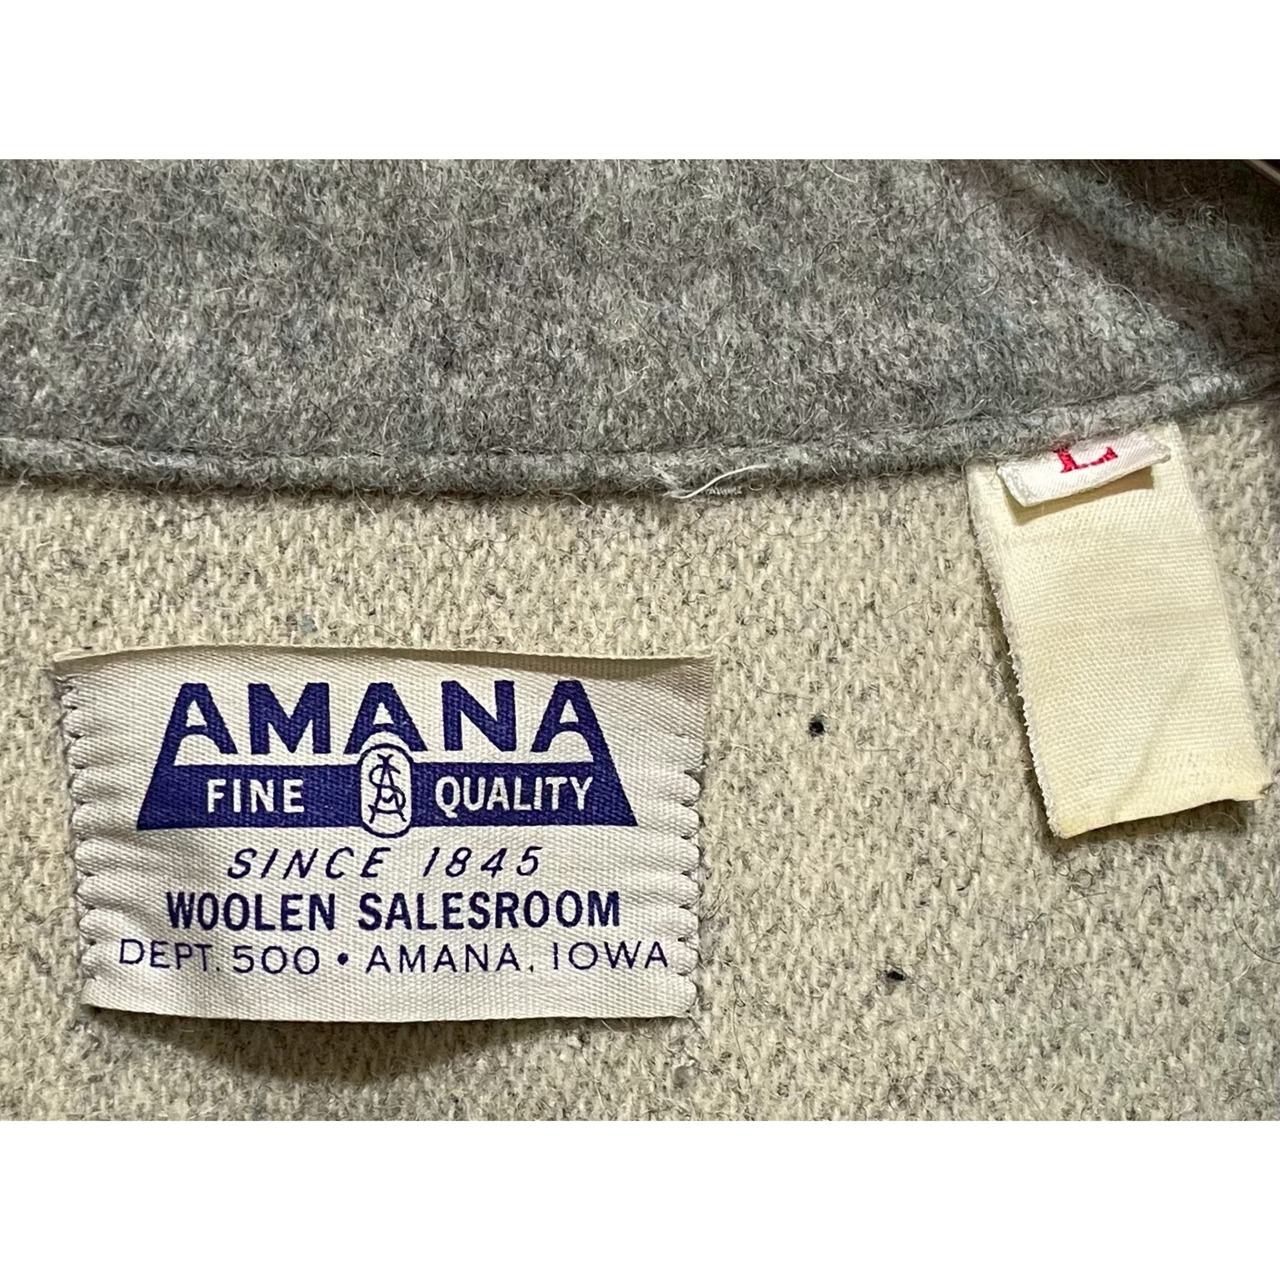 L
AMANA
FINE QUALITY
SINCE 1845
WOOLEN SALESROOM
DEPT. 500 • AMANA, IOWA